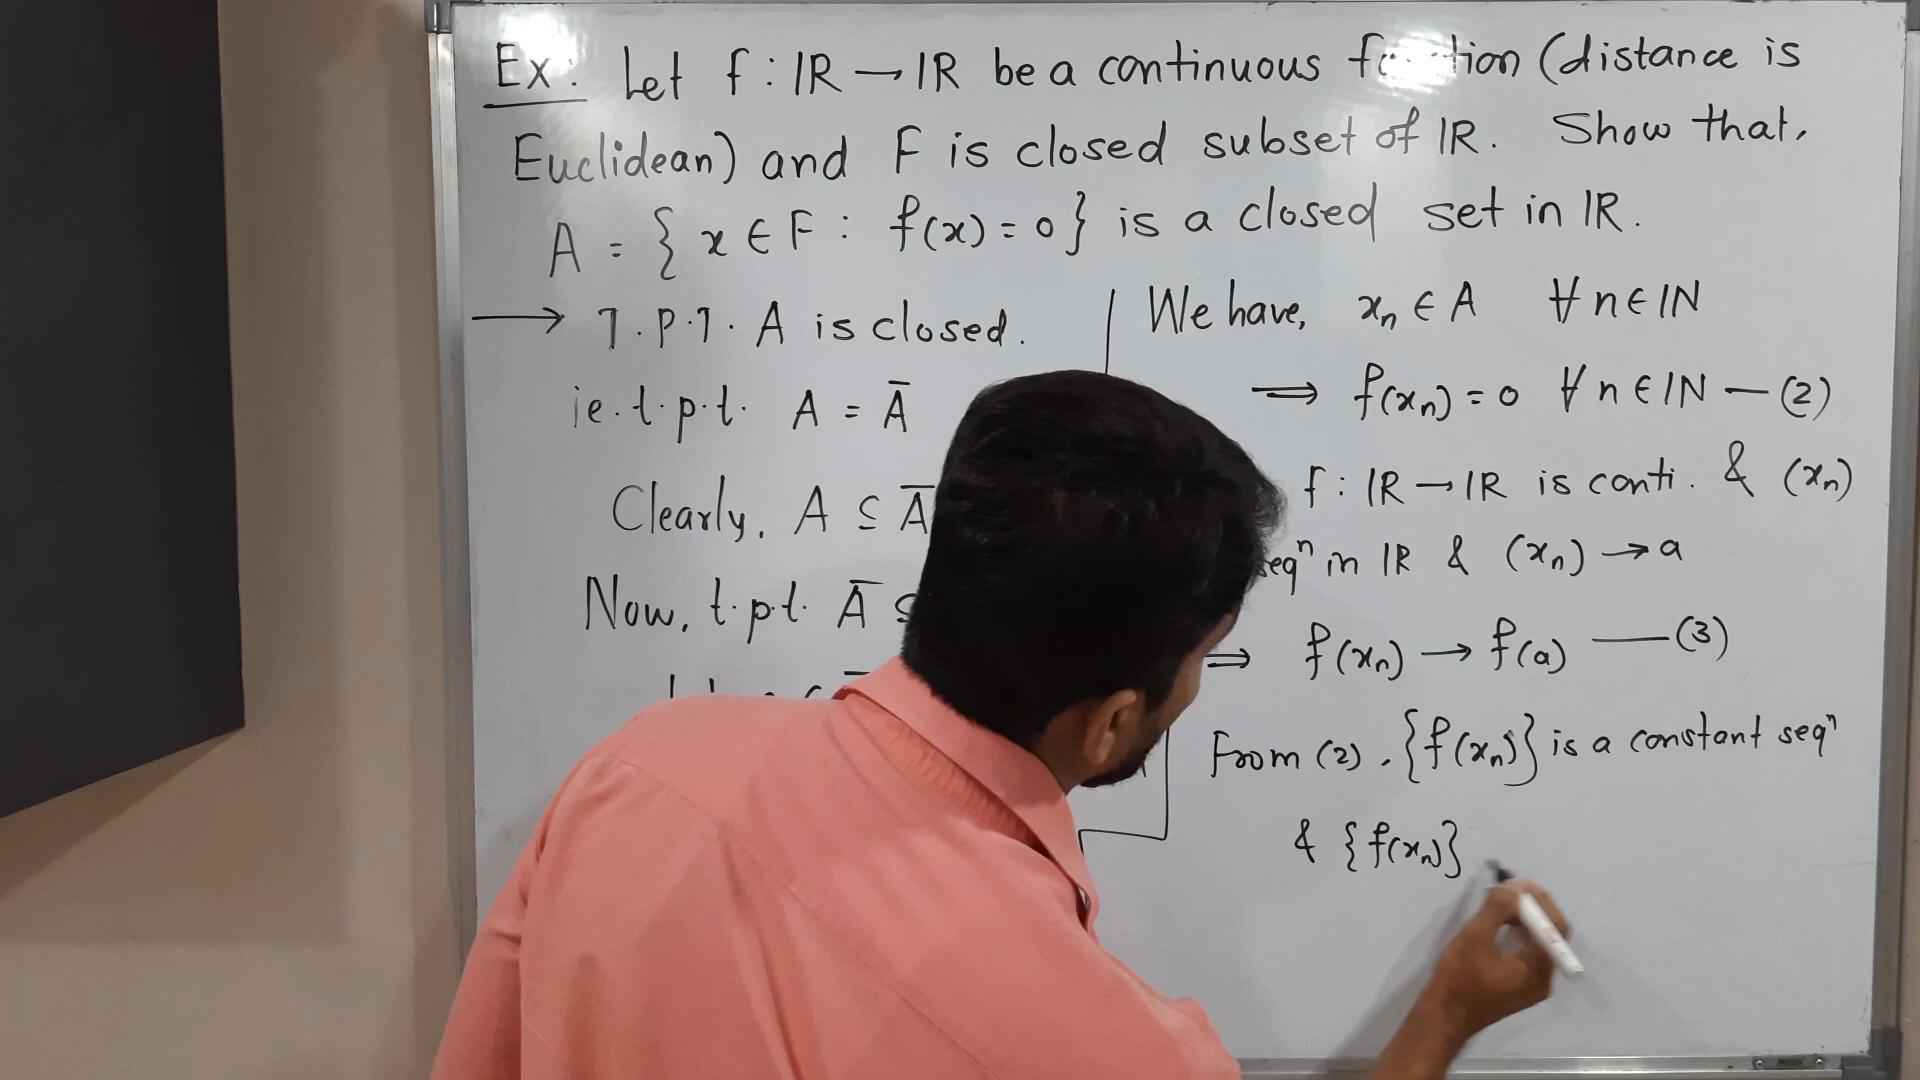 Ex: Let f : IR → IR be a continuous (distance is
Euclidean) and F is closed subset of IR. Show that,
A = { x ∈ F : f(x) = 0 } is a closed set in IR.
→ T.P.T. A is closed.
ie. t.p.t. A = Ā
Clearly, A ⊆ Ā
Now, t.p.t. Ā ⊆
We have, xₙ ∈ A ∀ n ∈ IN
⟹ f(xₙ) = 0 ∀ n ∈ IN — (2)
f : IR → IR is conti. & (xₙ)
seqⁿ in IR & (xₙ) → a
⟹ f(xₙ) → f(a) — (3)
From (2), {f(xₙ)} is a constant seqⁿ
& {f(xₙ)}